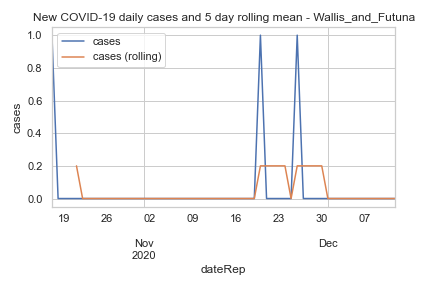 New COVID-19 daily cases and 5 day rolling mean - Wallis_and_Futuna
cases
cases (rolling)
1.0
0.8
0.6
0.4
0.2
0.0
cases
19 26 02 09 16 23 30 07
Nov Dec
2020
dateRep